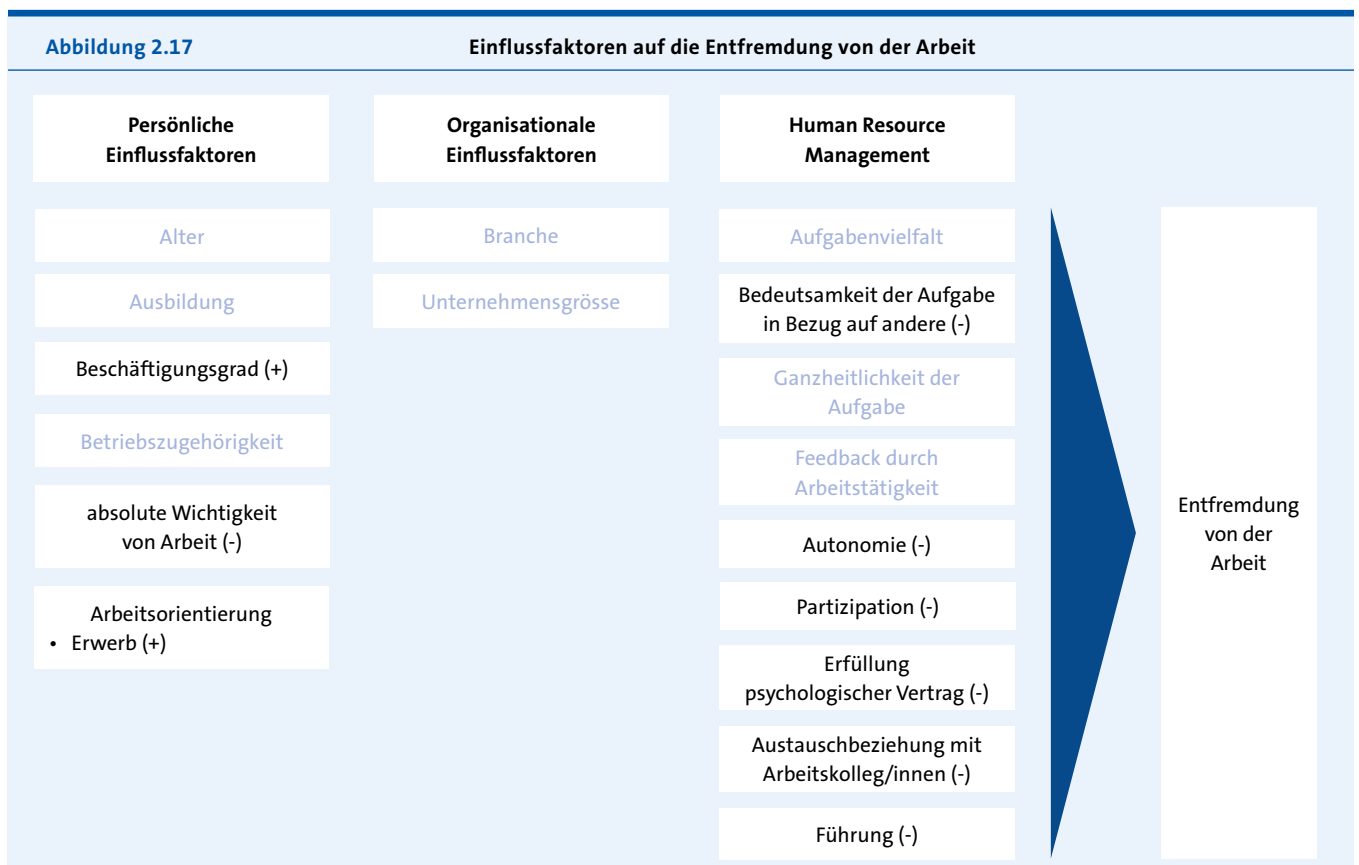 Abbildung 2.17
Einflussfaktoren auf die Entfremdung von der Arbeit
Persönliche
Einflussfaktoren
Alter
Ausbildung
Beschäftigungsgrad (+)
Betriebszugehörigkeit
absolute Wichtigkeit
von Arbeit (-)
Arbeitsorientierung
• Erwerb (+)
Organisationale
Einflussfaktoren
Branche
Unternehmensgrösse
Human Resource
Management
Aufgabenvielfalt
Bedeutsamkeit der Aufgabe
in Bezug auf andere (-)
Ganzheitlichkeit der
Aufgabe
Feedback durch
Arbeitstätigkeit
Autonomie (-)
Partizipation (-)
Erfüllung
psychologischer Vertrag (-)
Austauschbeziehung mit
Arbeitskolleg/innen (-)
Führung (-)
Entfremdung
von der
Arbeit